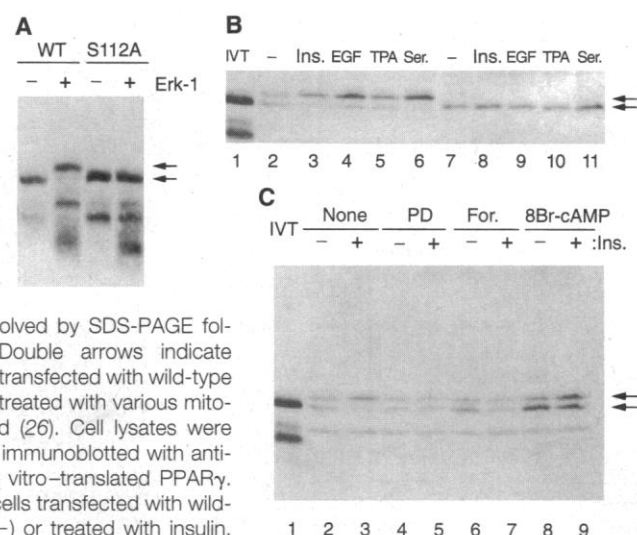 A
WT S112A
− + − + Erk-1
B
IVT − Ins. EGF TPA Ser. − Ins. EGF TPA Ser.
1 2 3 4 5 6 7 8 9 10 11
C
IVT None PD For. 8Br-cAMP
− + − + − + − + :Ins.
1 2 3 4 5 6 7 8 9
olved by SDS-PAGE fol-
Double arrows indicate
transfected with wild-type
treated with various mito-
d (26). Cell lysates were
immunoblotted with anti-
vitro–translated PPARγ.
cells transfected with wild-
−) or treated with insulin.